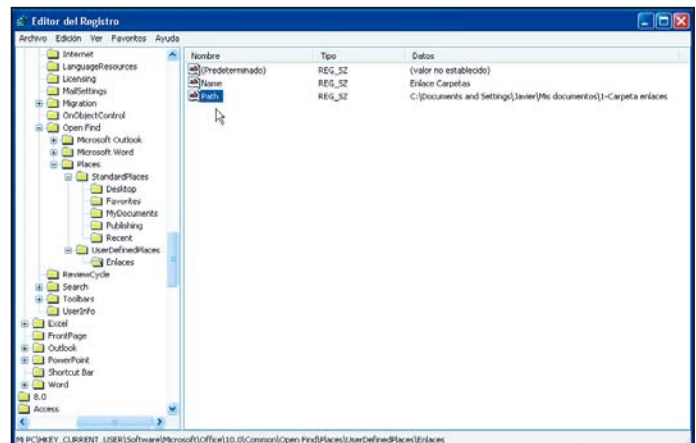 Editor del Registro
Archivo Edición Ver Favoritos Ayuda
Internet
LanguageResources
Licensing
MailSettings
Migration
OnObjectControl
Open Find
Microsoft Outlook
Microsoft Word
Places
StandardPlaces
Desktop
Favorites
MyDocuments
Publishing
Recent
UserDefinedPlaces
Enlaces
ReviewCycle
Search
Toolbars
UserInfo
Excel
FrontPage
Outlook
PowerPoint
Shortcut Bar
Word
8.0
Access
Nombre Tipo Datos
(Predeterminado) REG_SZ (valor no establecido)
Name REG_SZ Enlace Carpetas
Path REG_SZ C:\Documents and Settings\Javier\Mis documentos\1-Carpeta enlaces
Mi PC\HKEY_CURRENT_USER\Software\Microsoft\Office\10.0\Common\Open Find\Places\UserDefinedPlaces\Enlaces